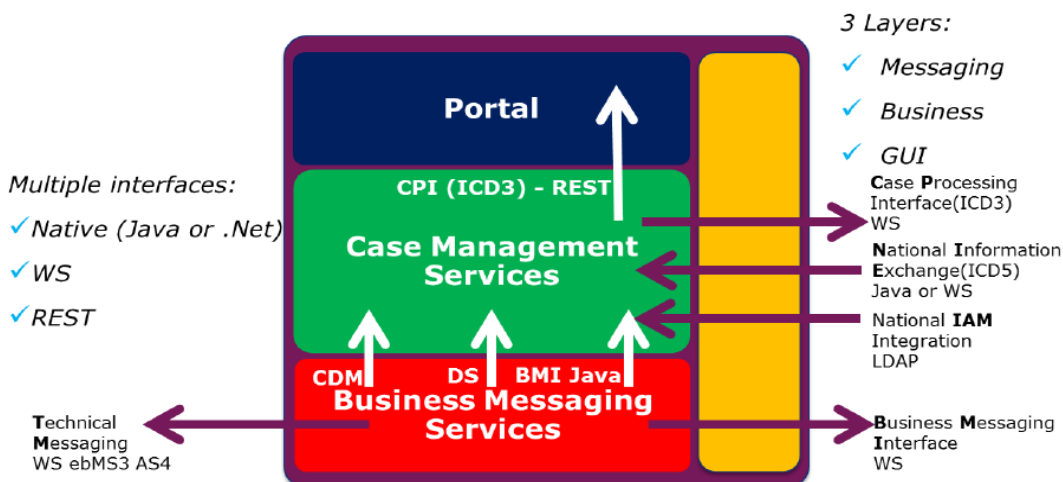 3 Layers:
✓ Messaging
✓ Business
✓ GUI
Multiple interfaces:
✓Native (Java or .Net)
✓WS
✓REST
Portal
CPI (ICD3) - REST
Case Management
Services
CDM
DS
BMI Java
Business Messaging
Services
Case Processing
Interface(ICD3)
WS
National Information
Exchange(ICD5)
Java or WS
National IAM
Integration
LDAP
Technical
Messaging
WS ebMS3 AS4
Business Messaging
Interface
WS